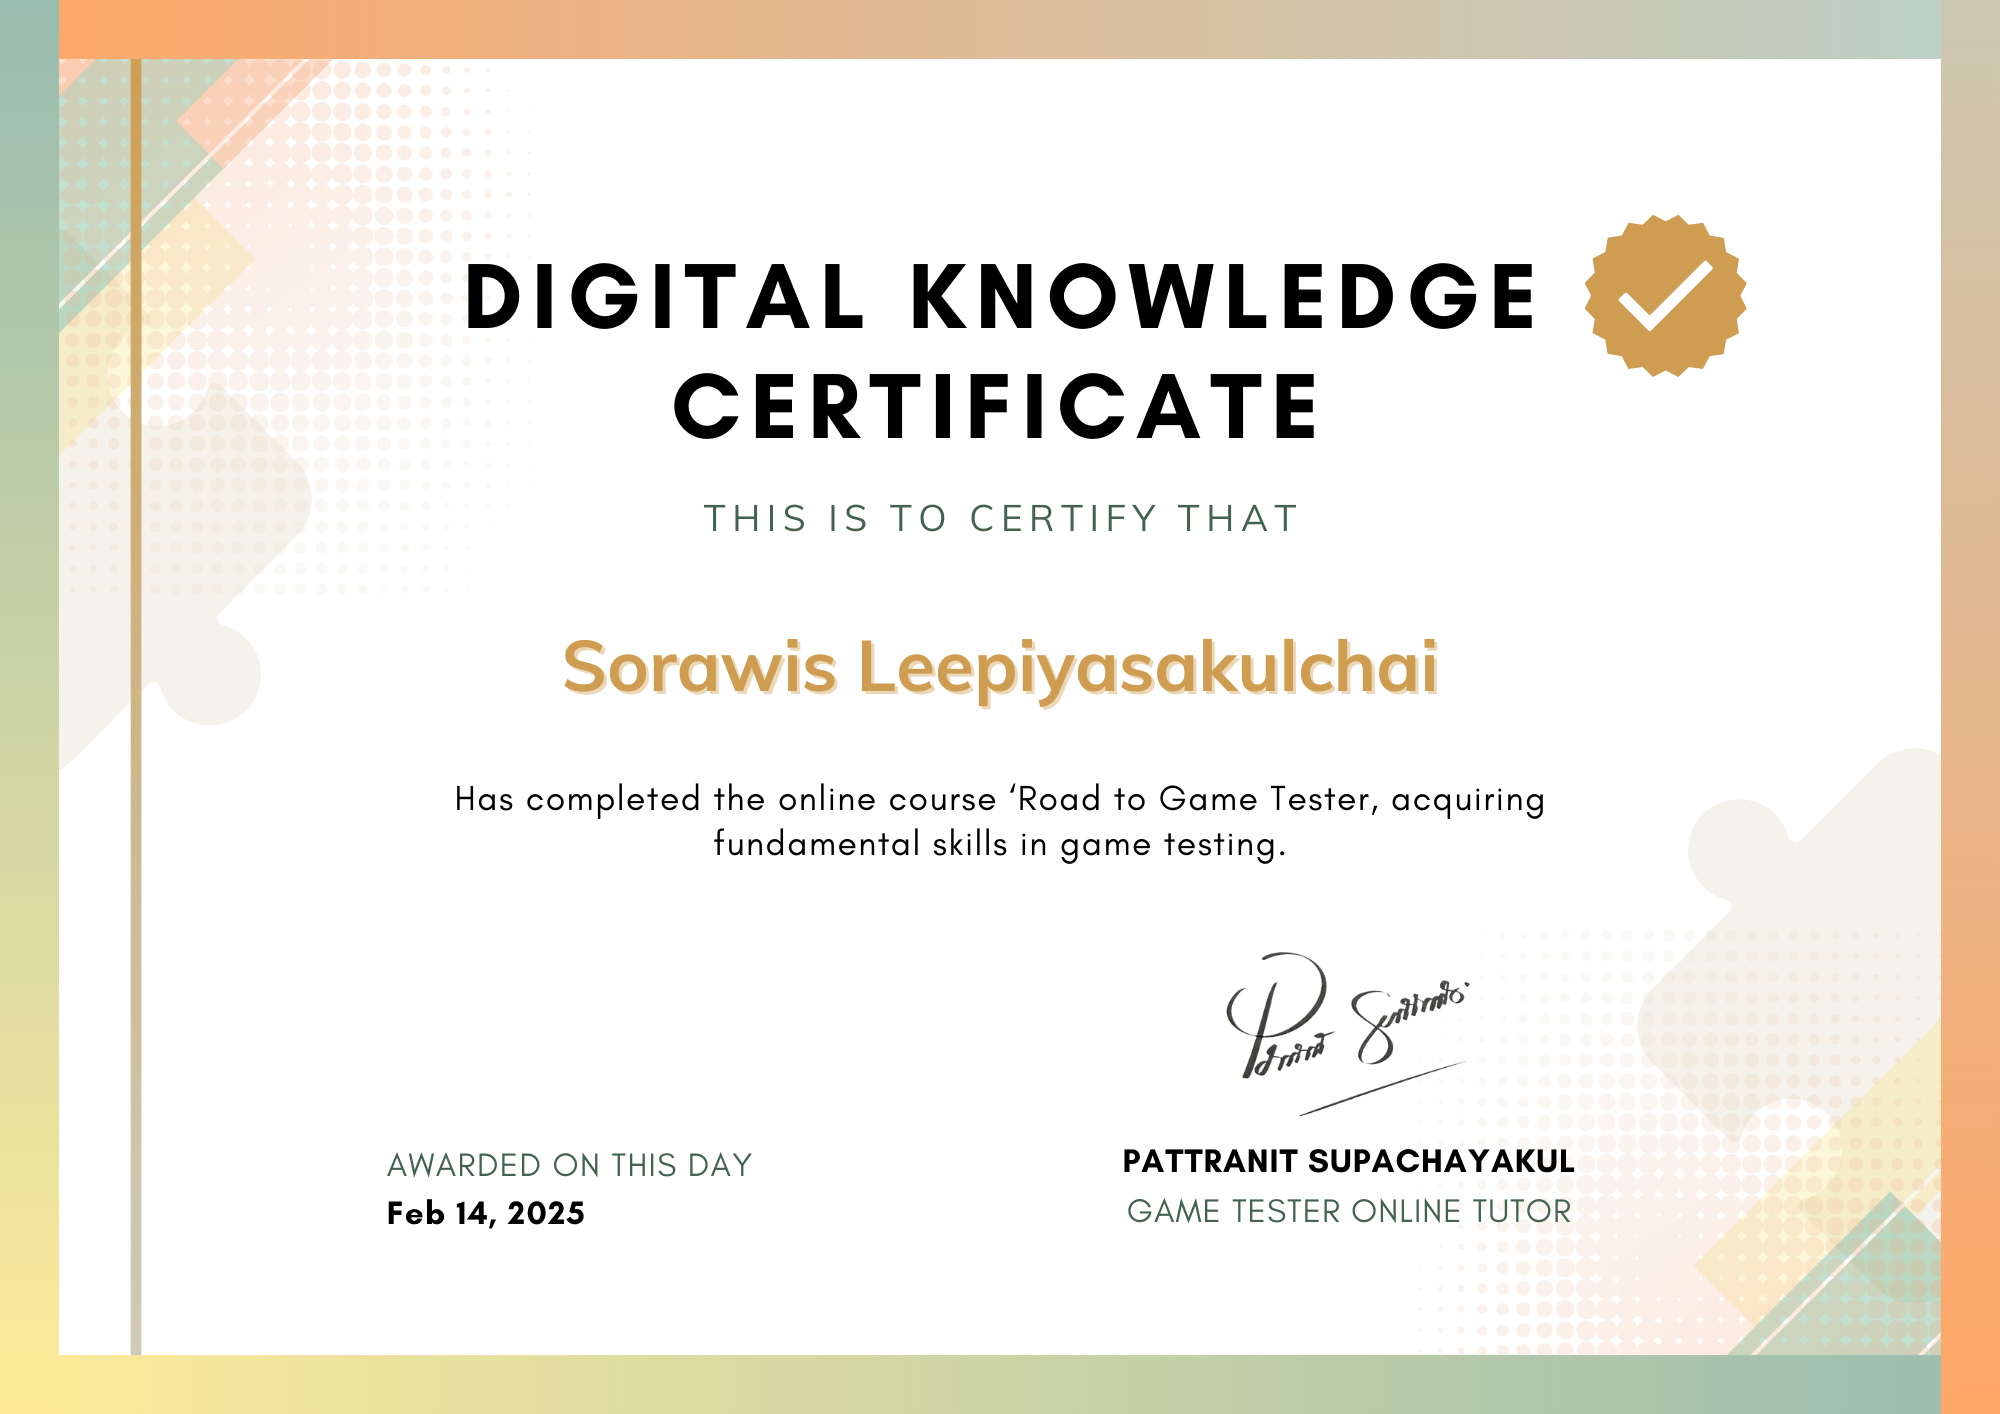 DIGITAL KNOWLEDGE
CERTIFICATE
THIS IS TO CERTIFY THAT
Sorawis Leepiyasakulchai
Has completed the online course ‘Road to Game Tester, acquiring
fundamental skills in game testing.
AWARDED ON THIS DAY
Feb 14, 2025
PATTRANIT SUPACHAYAKUL
GAME TESTER ONLINE TUTOR